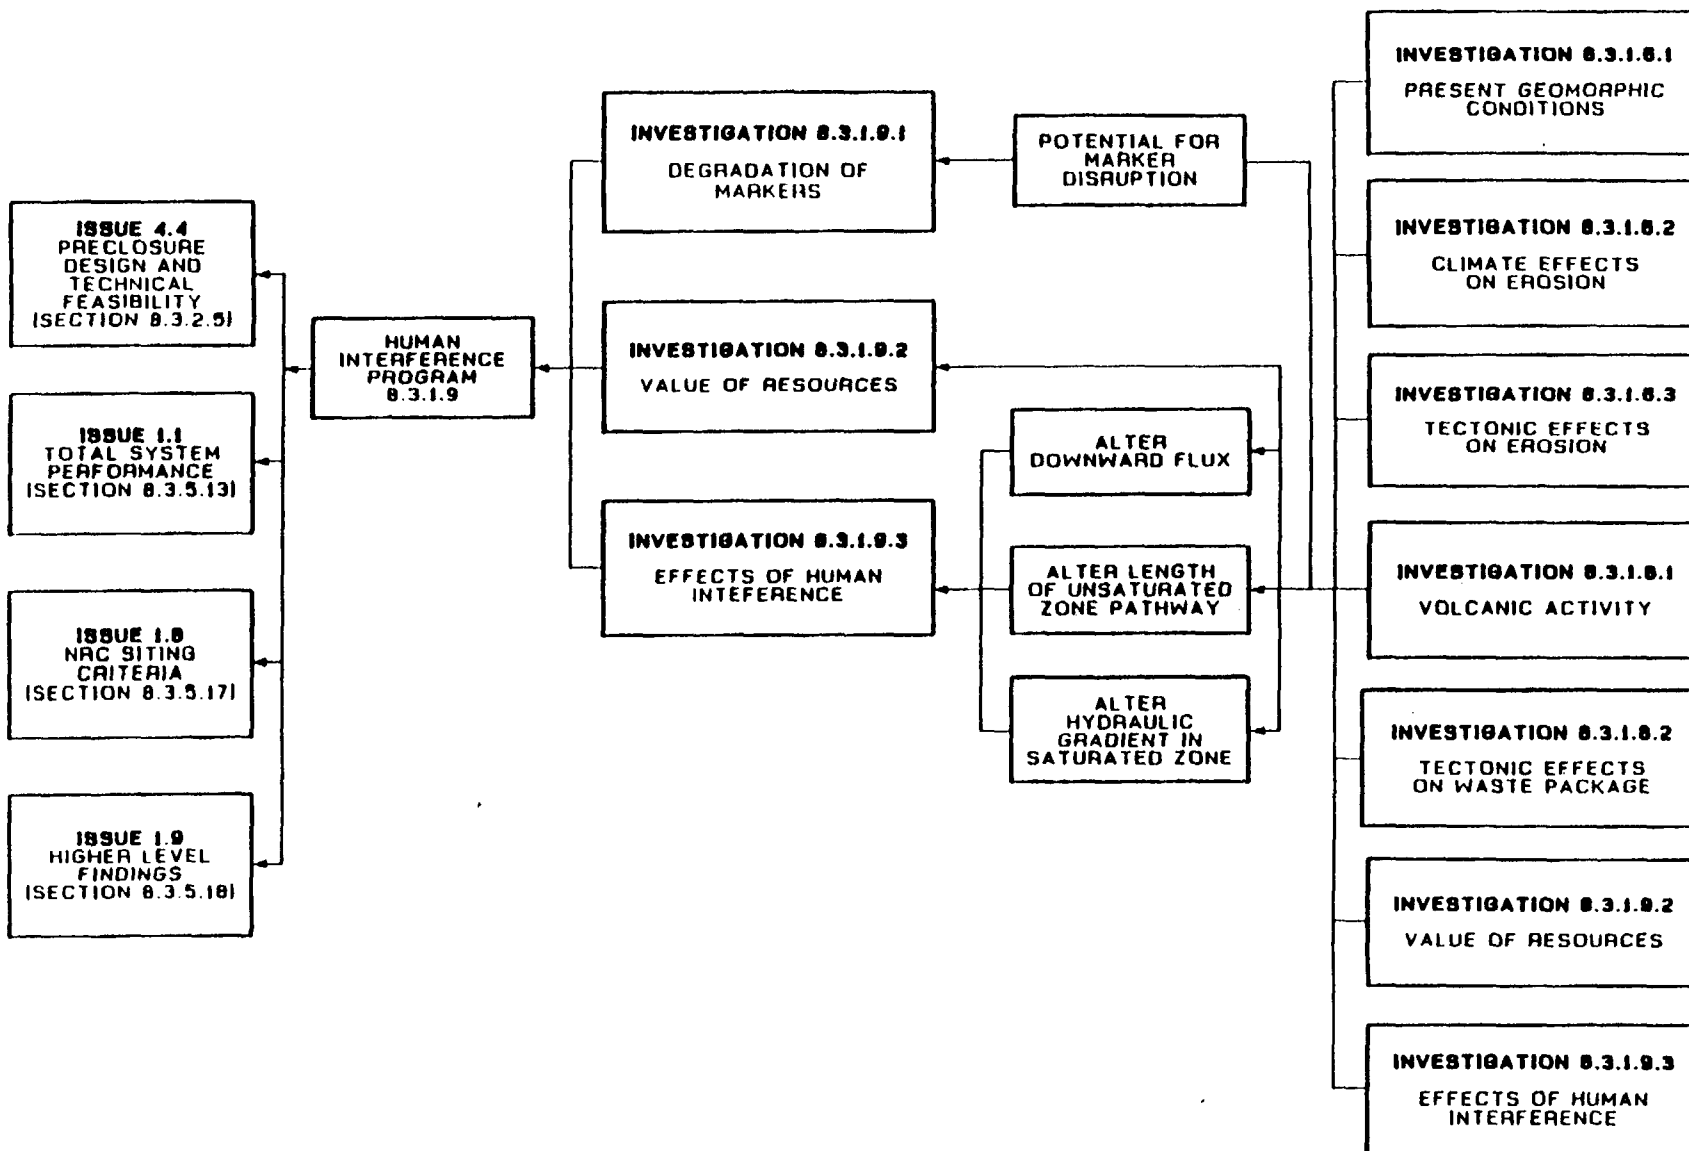 ISSUE 4.4
PRECLOSURE
DESIGN AND
TECHNICAL
FEASIBILITY
(SECTION 8.3.2.5)
ISSUE 1.1
TOTAL SYSTEM
PERFORMANCE
(SECTION 8.3.5.13)
ISSUE 1.8
NRC SITING
CRITERIA
(SECTION 8.3.5.17)
ISSUE 1.9
HIGHER LEVEL
FINDINGS
(SECTION 8.3.5.18)
HUMAN
INTERFERENCE
PROGRAM
8.3.1.9
INVESTIGATION 8.3.1.9.1
DEGRADATION OF
MARKERS
INVESTIGATION 8.3.1.9.2
VALUE OF RESOURCES
INVESTIGATION 8.3.1.9.3
EFFECTS OF HUMAN
INTEFERENCE
POTENTIAL FOR
MARKER
DISRUPTION
ALTER
DOWNWARD FLUX
ALTER LENGTH
OF UNSATURATED
ZONE PATHWAY
ALTER
HYDRAULIC
GRADIENT IN
SATURATED ZONE
INVESTIGATION 8.3.1.6.1
PRESENT GEOMORPHIC
CONDITIONS
INVESTIGATION 8.3.1.6.2
CLIMATE EFFECTS
ON EROSION
INVESTIGATION 8.3.1.6.3
TECTONIC EFFECTS
ON EROSION
INVESTIGATION 8.3.1.8.1
VOLCANIC ACTIVITY
INVESTIGATION 8.3.1.8.2
TECTONIC EFFECTS
ON WASTE PACKAGE
INVESTIGATION 8.3.1.9.2
VALUE OF RESOURCES
INVESTIGATION 8.3.1.9.3
EFFECTS OF HUMAN
INTERFERENCE